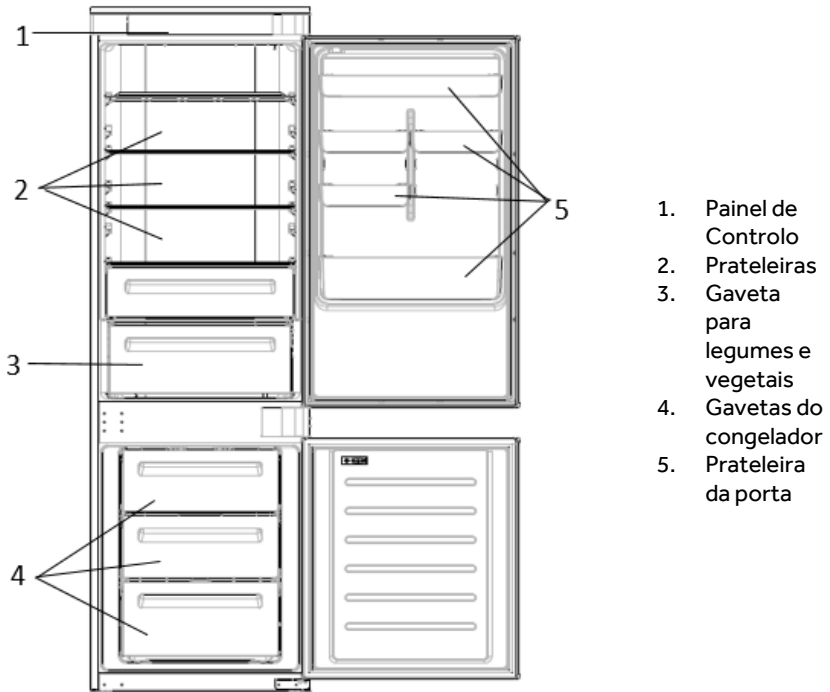 1
2
3
4
5
1. Painel de
Controlo
2. Prateleiras
3. Gaveta
para
legumes e
vegetais
4. Gavetas do
congelador
5. Prateleira
da porta